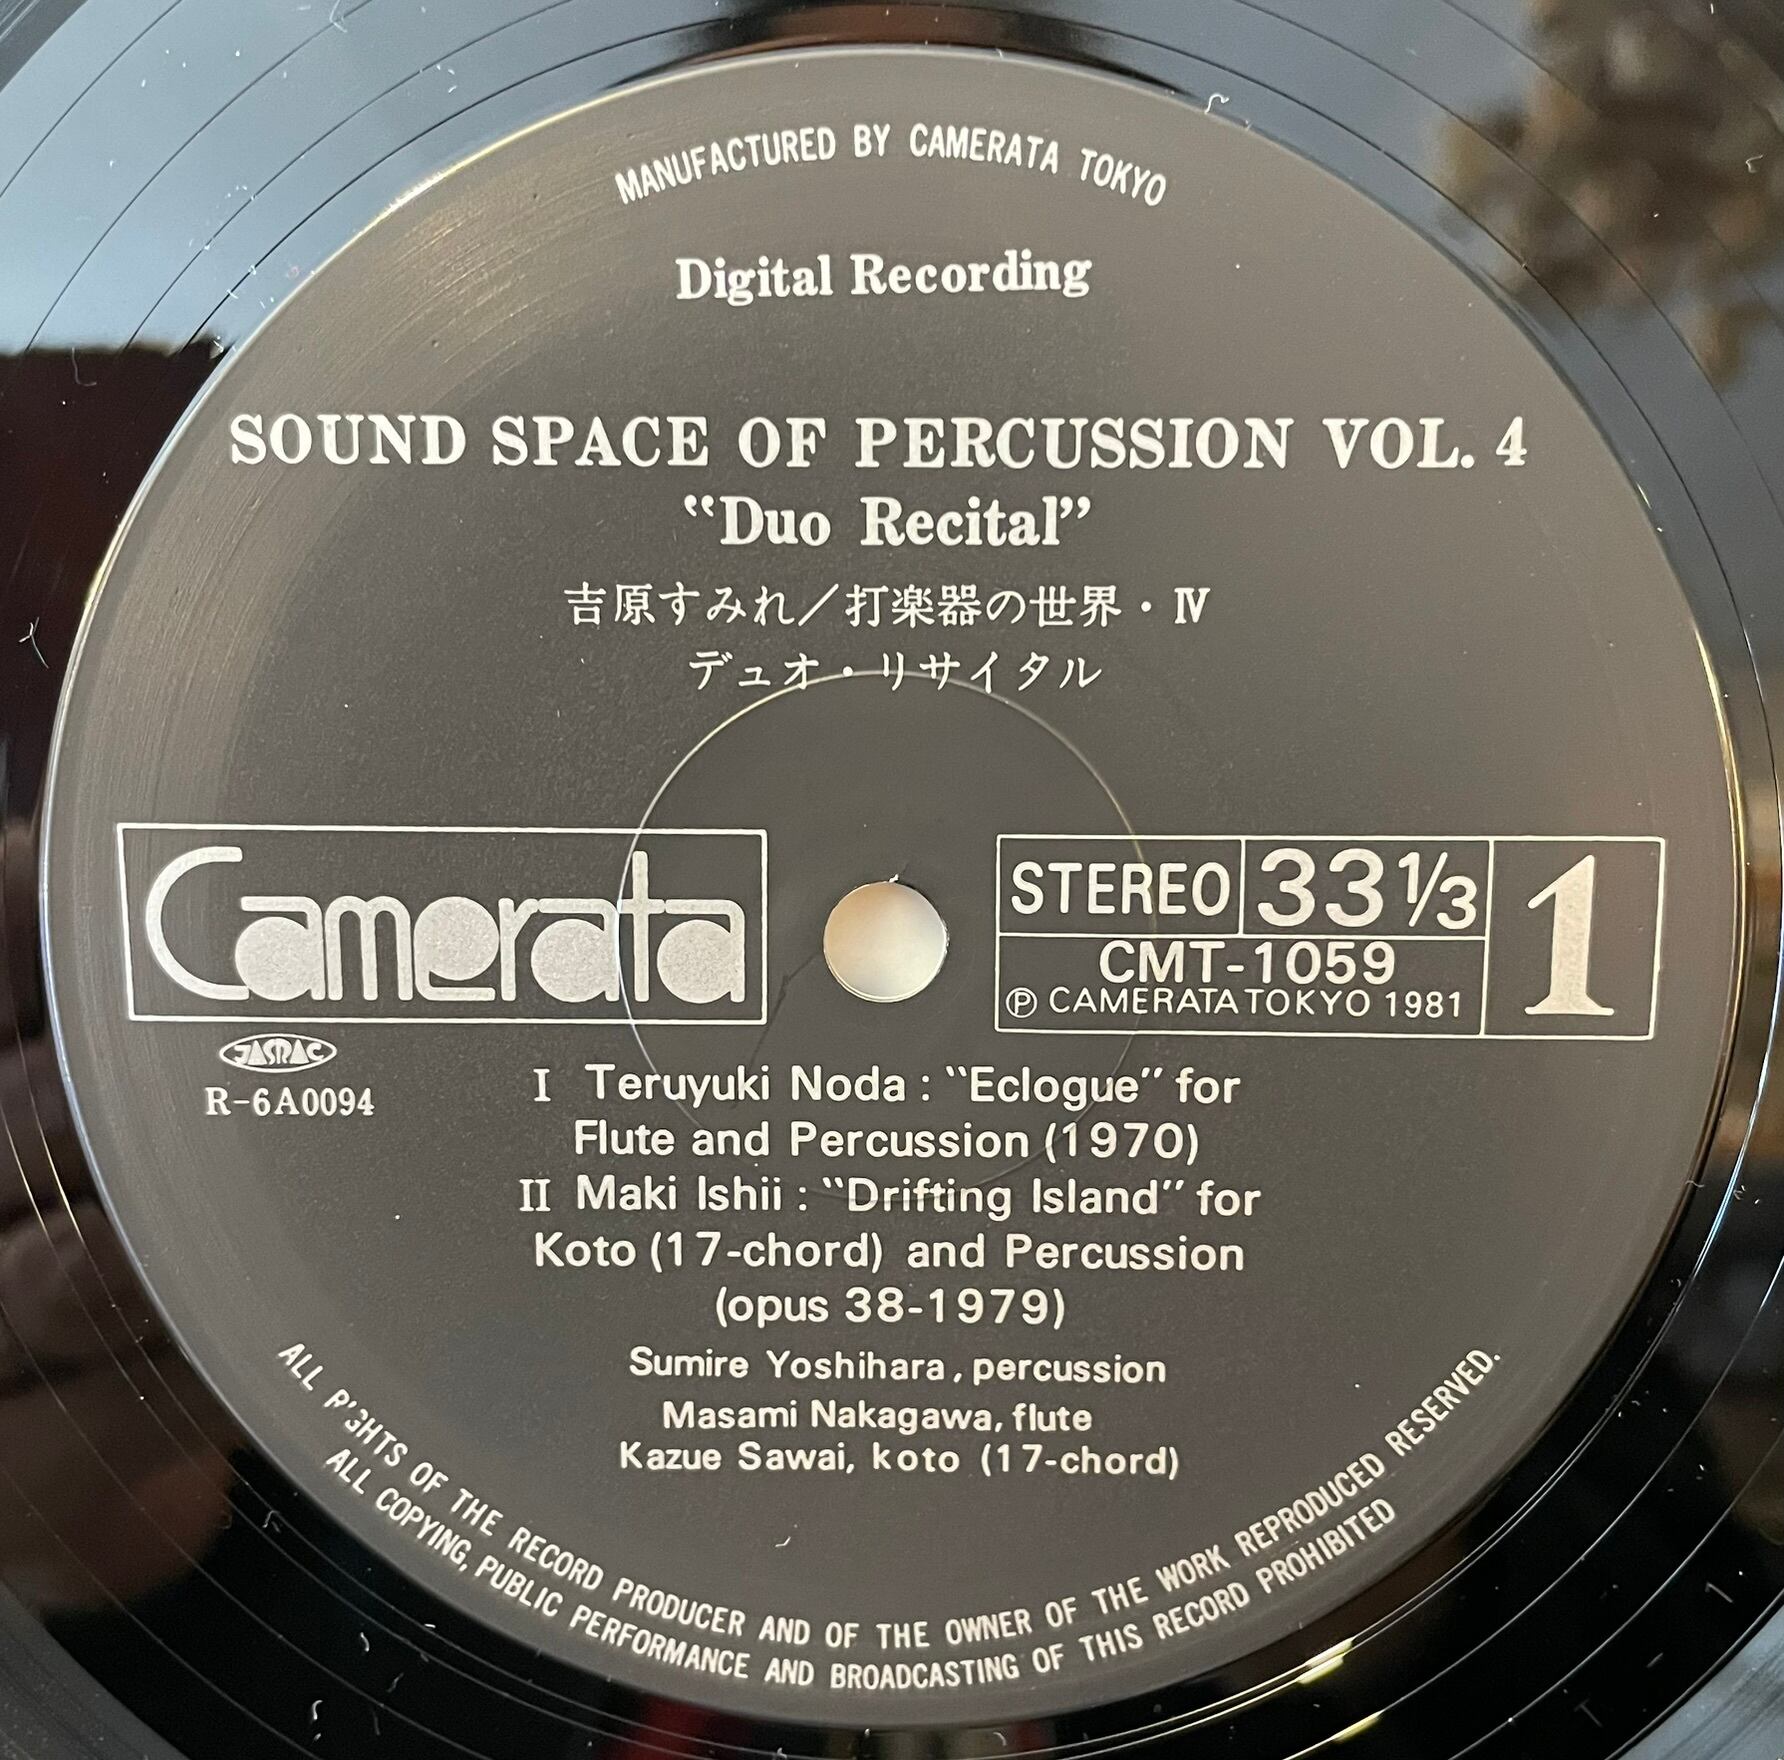 MANUFACTURED BY CAMERATA TOKYO
Digital Recording
SOUND SPACE OF PERCUSSION VOL. 4
“Duo Recital”
吉原すみれ／打楽器の世界・Ⅳ
デュオ・リサイタル
Camerata
STEREO 33 1/3
CMT-1059
Ⓟ CAMERATA TOKYO 1981
1
JASRAC
R-6A0094
I Teruyuki Noda : “Eclogue” for
Flute and Percussion (1970)
II Maki Ishii : “Drifting Island” for
Koto (17-chord) and Percussion
(opus 38-1979)
Sumire Yoshihara, percussion
Masami Nakagawa, flute
Kazue Sawai, koto (17-chord)
ALL RIGHTS OF THE RECORD PRODUCER AND OF THE OWNER OF THE WORK REPRODUCED RESERVED.
ALL COPYING, PUBLIC PERFORMANCE AND BROADCASTING OF THIS RECORD PROHIBITED